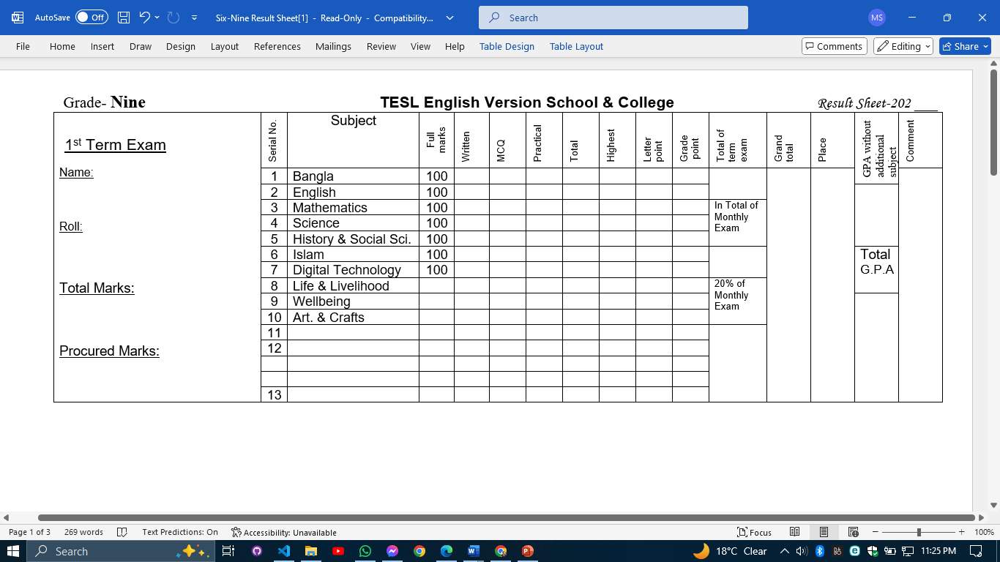 AutoSave Off Six-Nine Result Sheet[1] - Read-Only - Compatibility... Search MS
File Home Insert Draw Design Layout References Mailings Review View Help Table Design Table Layout Comments Editing Share
Grade- Nine TESL English Version School & College Result Sheet-202 ___
1st Term Exam
Name:
Roll:
Total Marks:
Procured Marks:
Serial No. Subject Full marks Written MCQ Practical Total Highest Letter point Grade point Total of term exam Grand total Place GPA without additional subject Comment
1 Bangla 100
2 English 100
3 Mathematics 100
4 Science 100
5 History & Social Sci. 100
6 Islam 100
7 Digital Technology 100
8 Life & Livelihood
9 Wellbeing
10 Art. & Crafts
11
12
13
In Total of
Monthly
Exam
20% of
Monthly
Exam
Total
G.P.A
Page 1 of 3 269 words Text Predictions: On Accessibility: Unavailable Focus 100%
Search 18°C Clear 11:25 PM